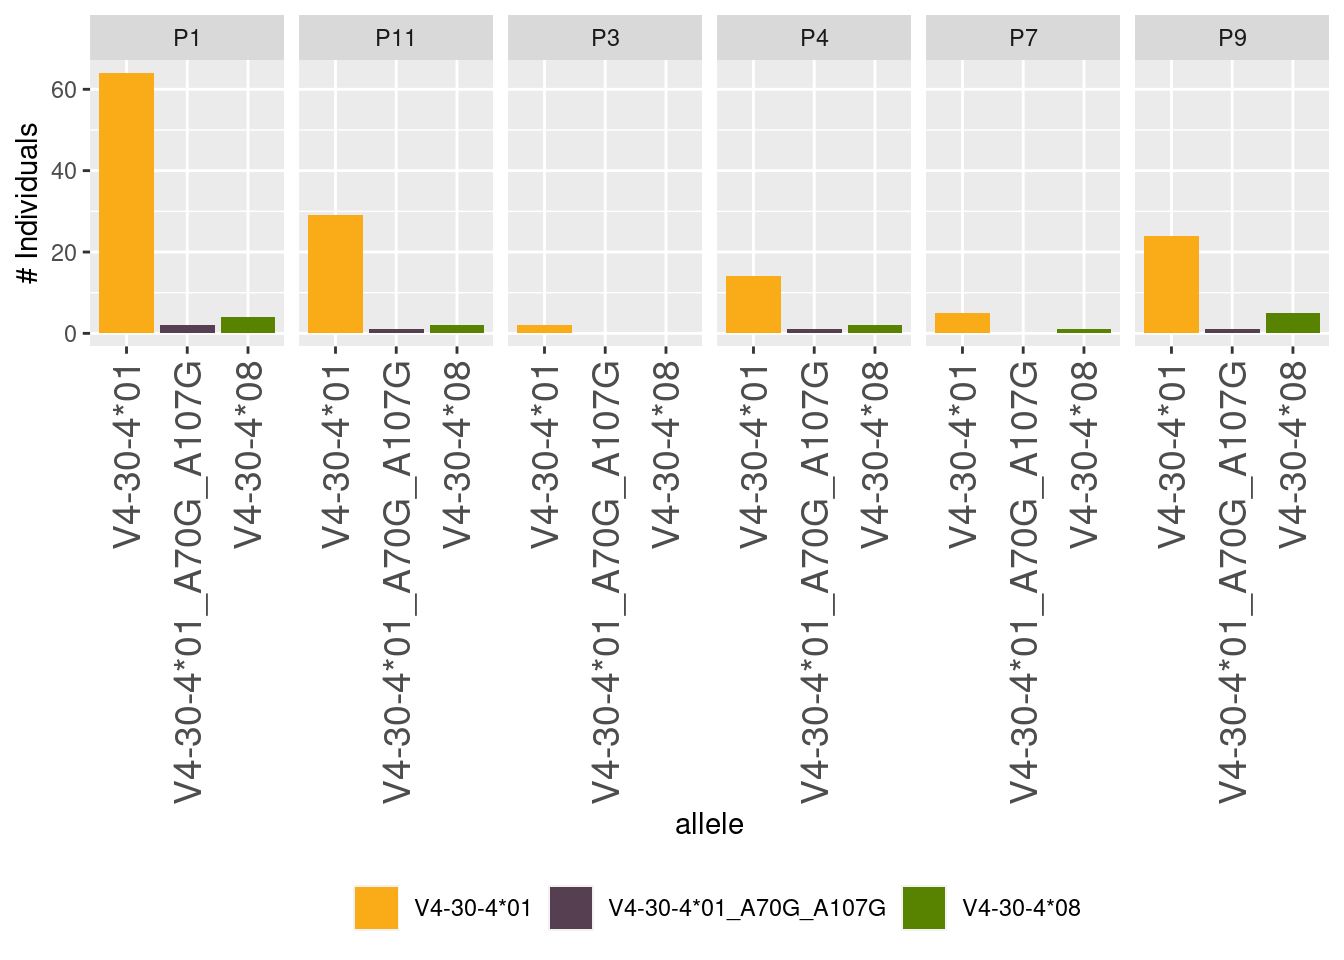 P1 P11 P3 P4 P7 P9
# Individuals
60
40
20
0
V4-30-4*01 V4-30-4*01_A70G_A107G V4-30-4*08 V4-30-4*01 V4-30-4*01_A70G_A107G V4-30-4*08 V4-30-4*01 V4-30-4*01_A70G_A107G V4-30-4*08 V4-30-4*01 V4-30-4*01_A70G_A107G V4-30-4*08 V4-30-4*01 V4-30-4*01_A70G_A107G V4-30-4*08 V4-30-4*01 V4-30-4*01_A70G_A107G V4-30-4*08
allele
V4-30-4*01 V4-30-4*01_A70G_A107G V4-30-4*08